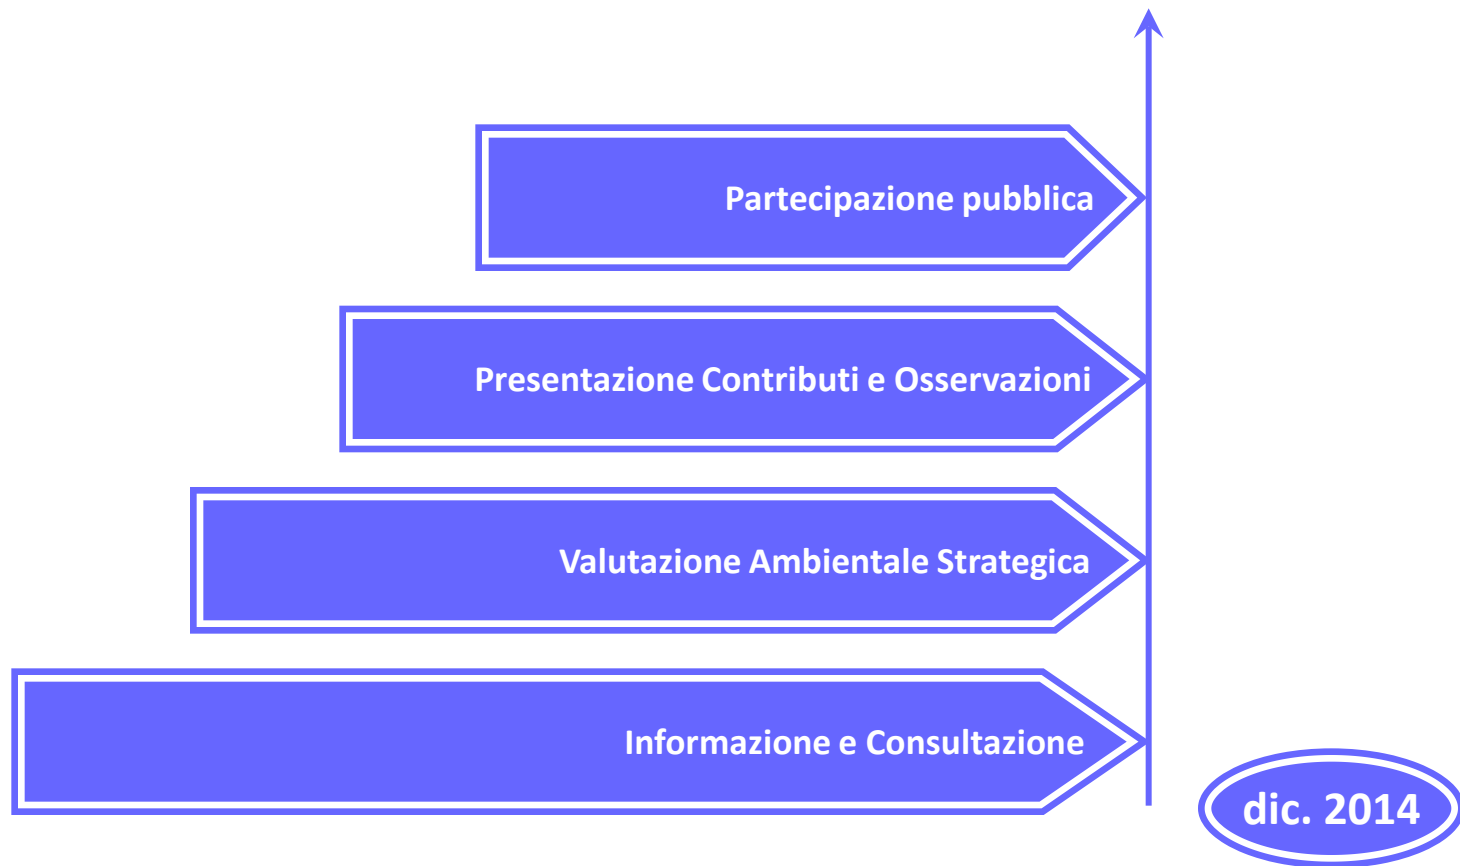 Partecipazione pubblica
Presentazione Contributi e Osservazioni
Valutazione Ambientale Strategica
Informazione e Consultazione
dic. 2014